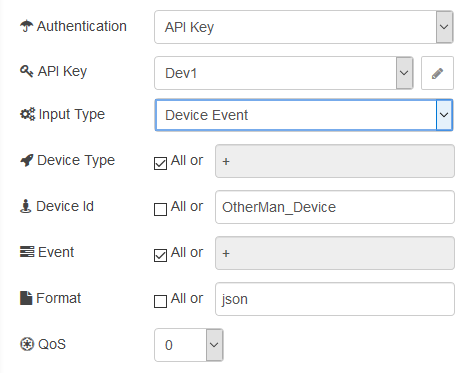 Authentication API Key
API Key Dev1
Input Type Device Event
Device Type All or +
Device Id All or OtherMan_Device
Event All or +
Format All or json
QoS 0